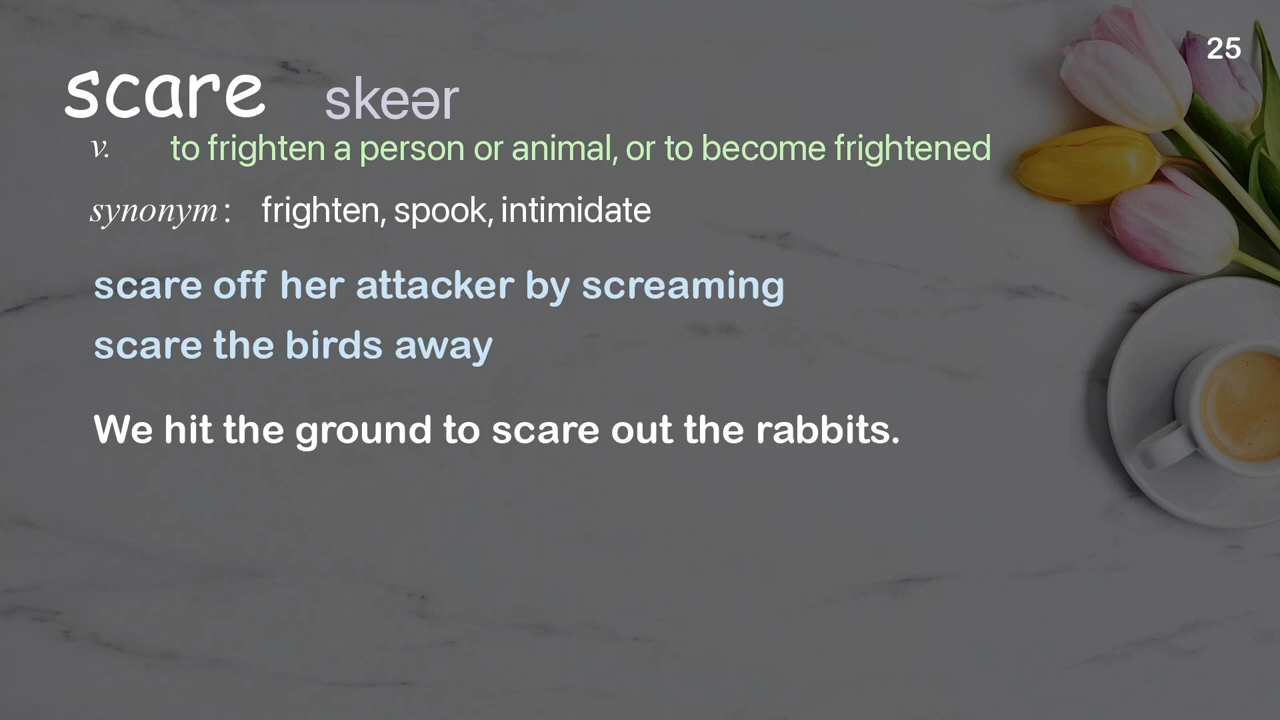 25
scare skeər
v. to frighten a person or animal, or to become frightened
synonym: frighten, spook, intimidate
scare off her attacker by screaming
scare the birds away
We hit the ground to scare out the rabbits.